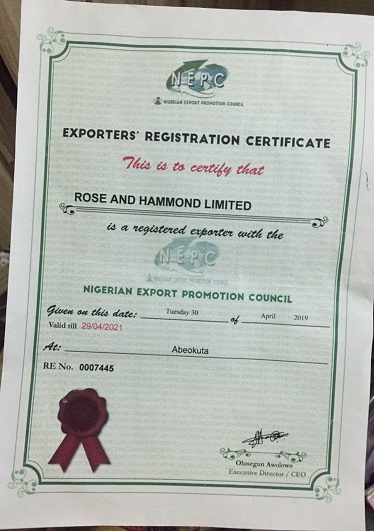 NEPC
NIGERIAN EXPORT PROMOTION COUNCIL
EXPORTERS' REGISTRATION CERTIFICATE
This is to certify that
ROSE AND HAMMOND LIMITED
is a registered exporter with the
NEPC
NIGERIAN EXPORT PROMOTION COUNCIL
Given on this date: Tuesday 30 of April 2019
Valid till 29/04/2021
At: Abeokuta
RE No. 0007445
Olusegun Awolowo
Executive Director / CEO